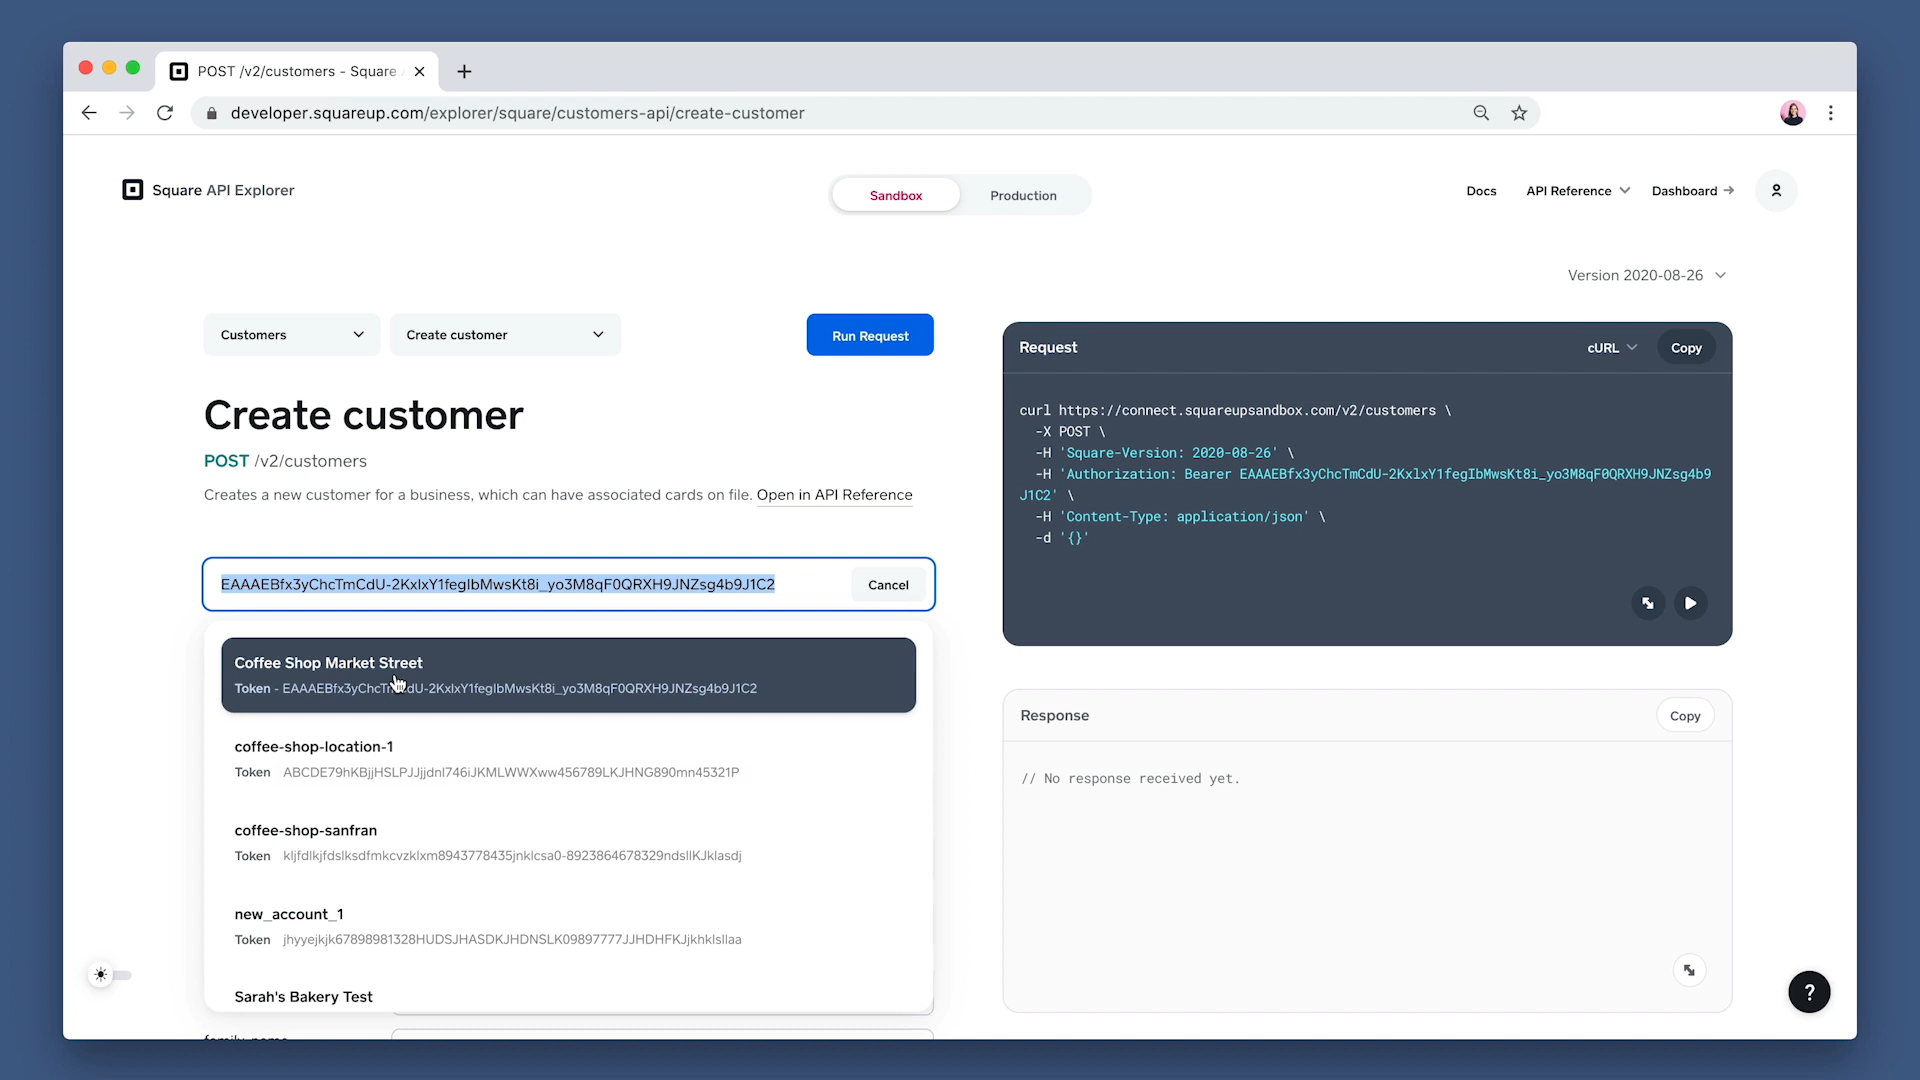 POST /v2/customers - Square
developer.squareup.com/explorer/square/customers-api/create-customer
Square API Explorer
Sandbox
Production
Docs
API Reference
Dashboard
Version 2020-08-26
Customers
Create customer
Run Request
Create customer
POST /v2/customers
Creates a new customer for a business, which can have associated cards on file. Open in API Reference
EAAAEBfx3yChcTmCdU-2KxlxY1fegIbMwsKt8i_yo3M8qF0QRXH9JNZsg4b9J1C2
Cancel
Coffee Shop Market Street
Token - EAAAEBfx3yChcTmCdU-2KxlxY1fegIbMwsKt8i_yo3M8qF0QRXH9JNZsg4b9J1C2
coffee-shop-location-1
Token ABCDE79hKBjjHSLPJJjjdnl746iJKMLWWXww456789LKJHNG890mn45321P
coffee-shop-sanfran
Token kljfdlkjfdslksdfmkcvzklxm8943778435jnklcsa0-8923864678329ndsllKJklasdj
new_account_1
Token jhyyejkjk67898981328HUDSJHASDKJHDNSLK09897777JJHDHFKJjkhklsllaa
Sarah's Bakery Test
family_name
Request
cURL
Copy
curl https://connect.squareupsandbox.com/v2/customers \
-X POST \
-H 'Square-Version: 2020-08-26' \
-H 'Authorization: Bearer EAAAEBfx3yChcTmCdU-2KxlxY1fegIbMwsKt8i_yo3M8qF0QRXH9JNZsg4b9
J1C2' \
-H 'Content-Type: application/json' \
-d '{}'
Response
Copy
// No response received yet.
?